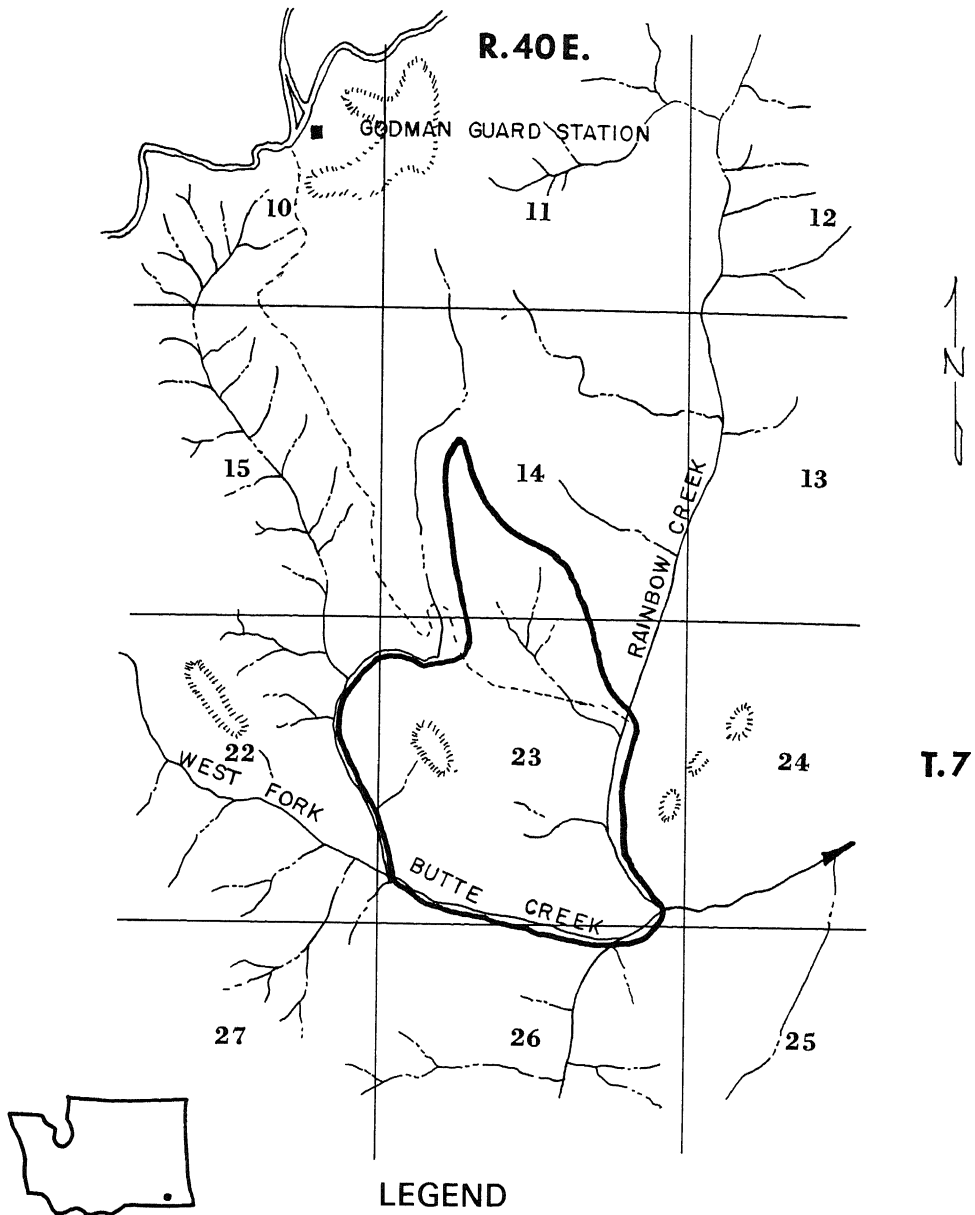 R. 40 E.
GODMAN GUARD STATION
10
11
12
N
15
14
13
RAINBOW CREEK
22
23
24
T. 7
WEST FORK
BUTTE CREEK
27
26
25
LEGEND